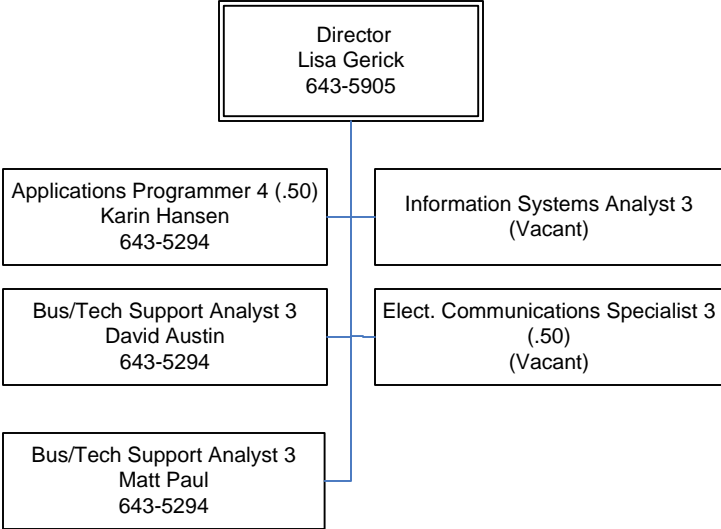 Director
Lisa Gerick
643-5905
Applications Programmer 4 (.50)
Karin Hansen
643-5294
Information Systems Analyst 3
(Vacant)
Bus/Tech Support Analyst 3
David Austin
643-5294
Elect. Communications Specialist 3
(.50)
(Vacant)
Bus/Tech Support Analyst 3
Matt Paul
643-5294